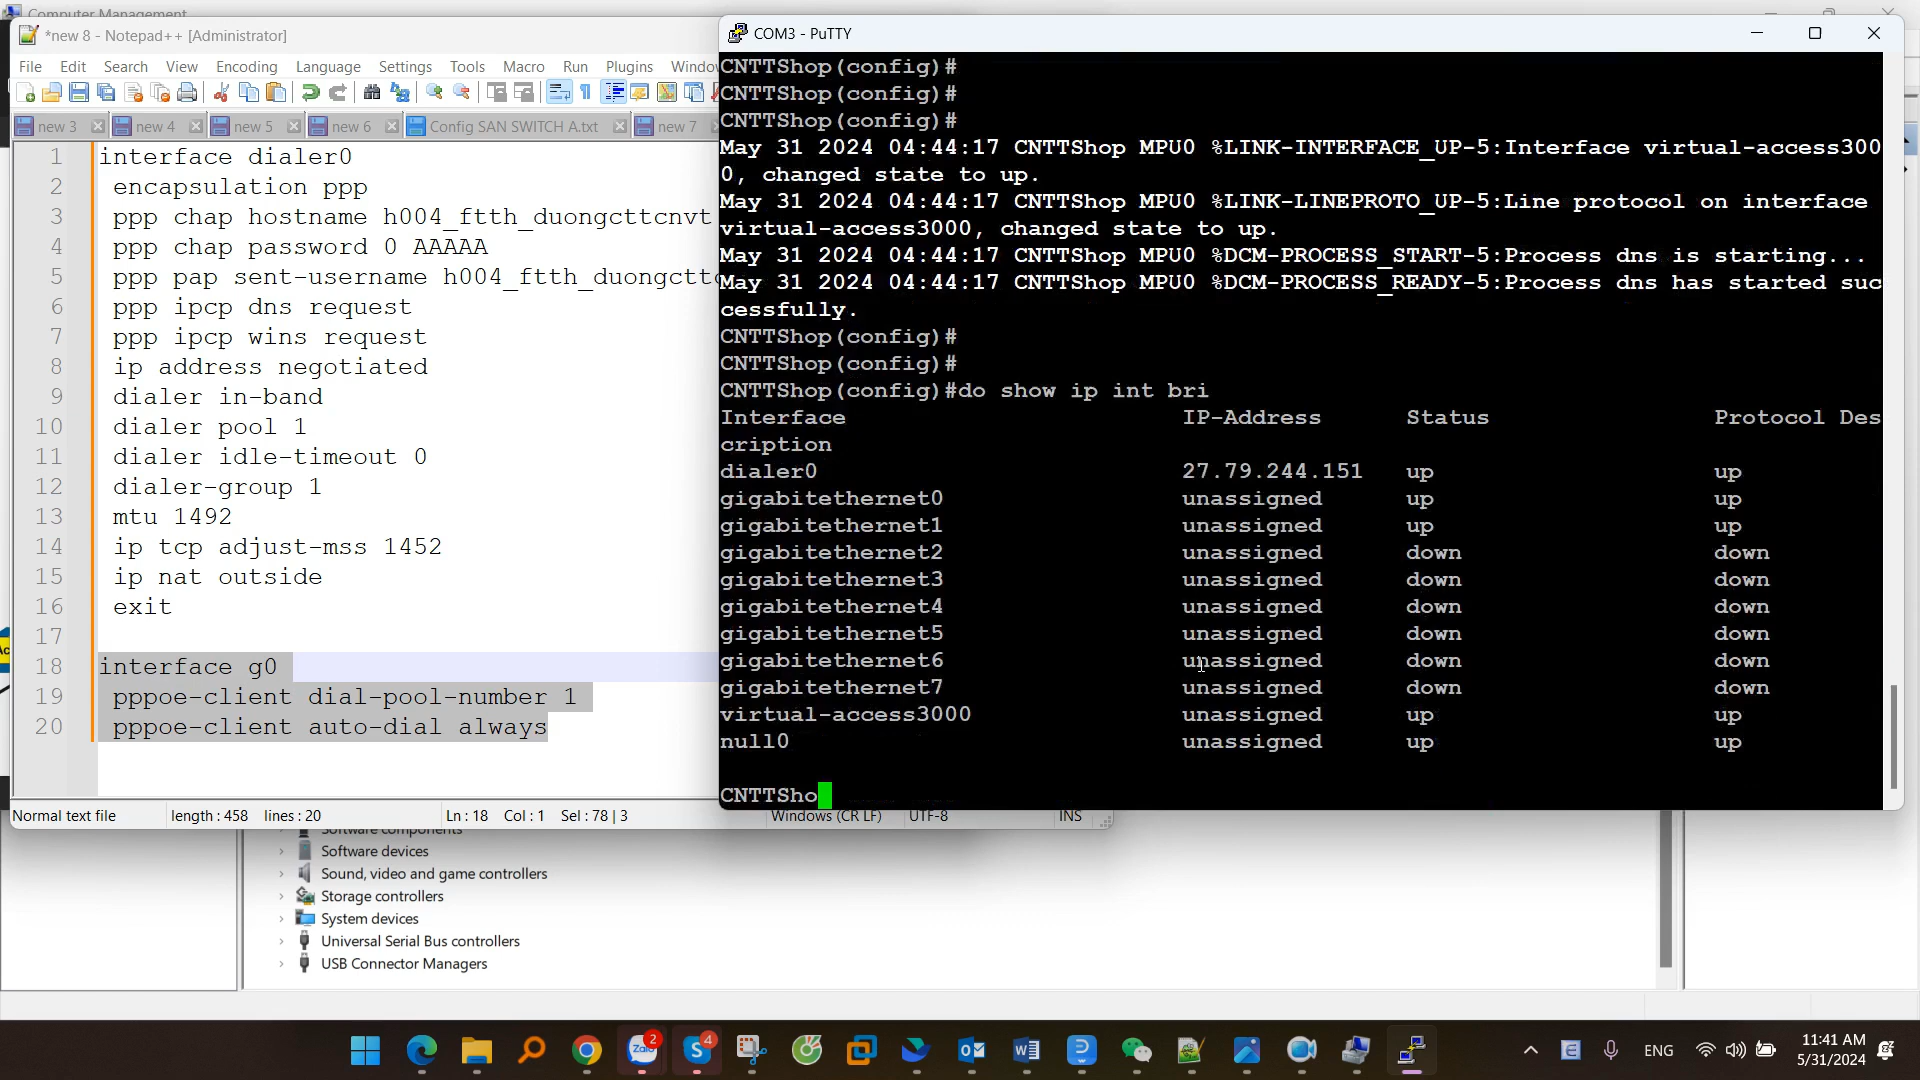 Computer Management
*new 8 - Notepad++ [Administrator]
File Edit Search View Encoding Language Settings Tools Macro Run Plugins Window
new 3 new 4 new 5 new 6 Config SAN SWITCH A.txt new 7
1 interface dialer0
2 encapsulation ppp
3 ppp chap hostname h004_ftth_duongcttcnvt
4 ppp chap password 0 AAAAA
5 ppp pap sent-username h004_ftth_duongcttc
6 ppp ipcp dns request
7 ppp ipcp wins request
8 ip address negotiated
9 dialer in-band
10 dialer pool 1
11 dialer idle-timeout 0
12 dialer-group 1
13 mtu 1492
14 ip tcp adjust-mss 1452
15 ip nat outside
16 exit
17
18 interface g0
19 pppoe-client dial-pool-number 1
20 pppoe-client auto-dial always
Normal text file length : 458 lines : 20 Ln : 18 Col : 1 Sel : 78 | 3 Windows (CR LF) UTF-8 INS
COM3 - PuTTY
CNTTShop(config)#
CNTTShop(config)#
CNTTShop(config)#
May 31 2024 04:44:17 CNTTShop MPU0 %LINK-INTERFACE_UP-5:Interface virtual-access300
0, changed state to up.
May 31 2024 04:44:17 CNTTShop MPU0 %LINK-LINEPROTO_UP-5:Line protocol on interface
virtual-access3000, changed state to up.
May 31 2024 04:44:17 CNTTShop MPU0 %DCM-PROCESS_START-5:Process dns is starting...
May 31 2024 04:44:17 CNTTShop MPU0 %DCM-PROCESS_READY-5:Process dns has started suc
cessfully.
CNTTShop(config)#
CNTTShop(config)#
CNTTShop(config)#do show ip int bri
Interface IP-Address Status Protocol Des
cription
dialer0 27.79.244.151 up up
gigabitethernet0 unassigned up up
gigabitethernet1 unassigned up up
gigabitethernet2 unassigned down down
gigabitethernet3 unassigned down down
gigabitethernet4 unassigned down down
gigabitethernet5 unassigned down down
gigabitethernet6 unassigned down down
gigabitethernet7 unassigned down down
virtual-access3000 unassigned up up
null0 unassigned up up
CNTTSho
Software components
Software devices
Sound, video and game controllers
Storage controllers
System devices
Universal Serial Bus controllers
USB Connector Managers
Zalo 2
4
ENG
11:41 AM
5/31/2024